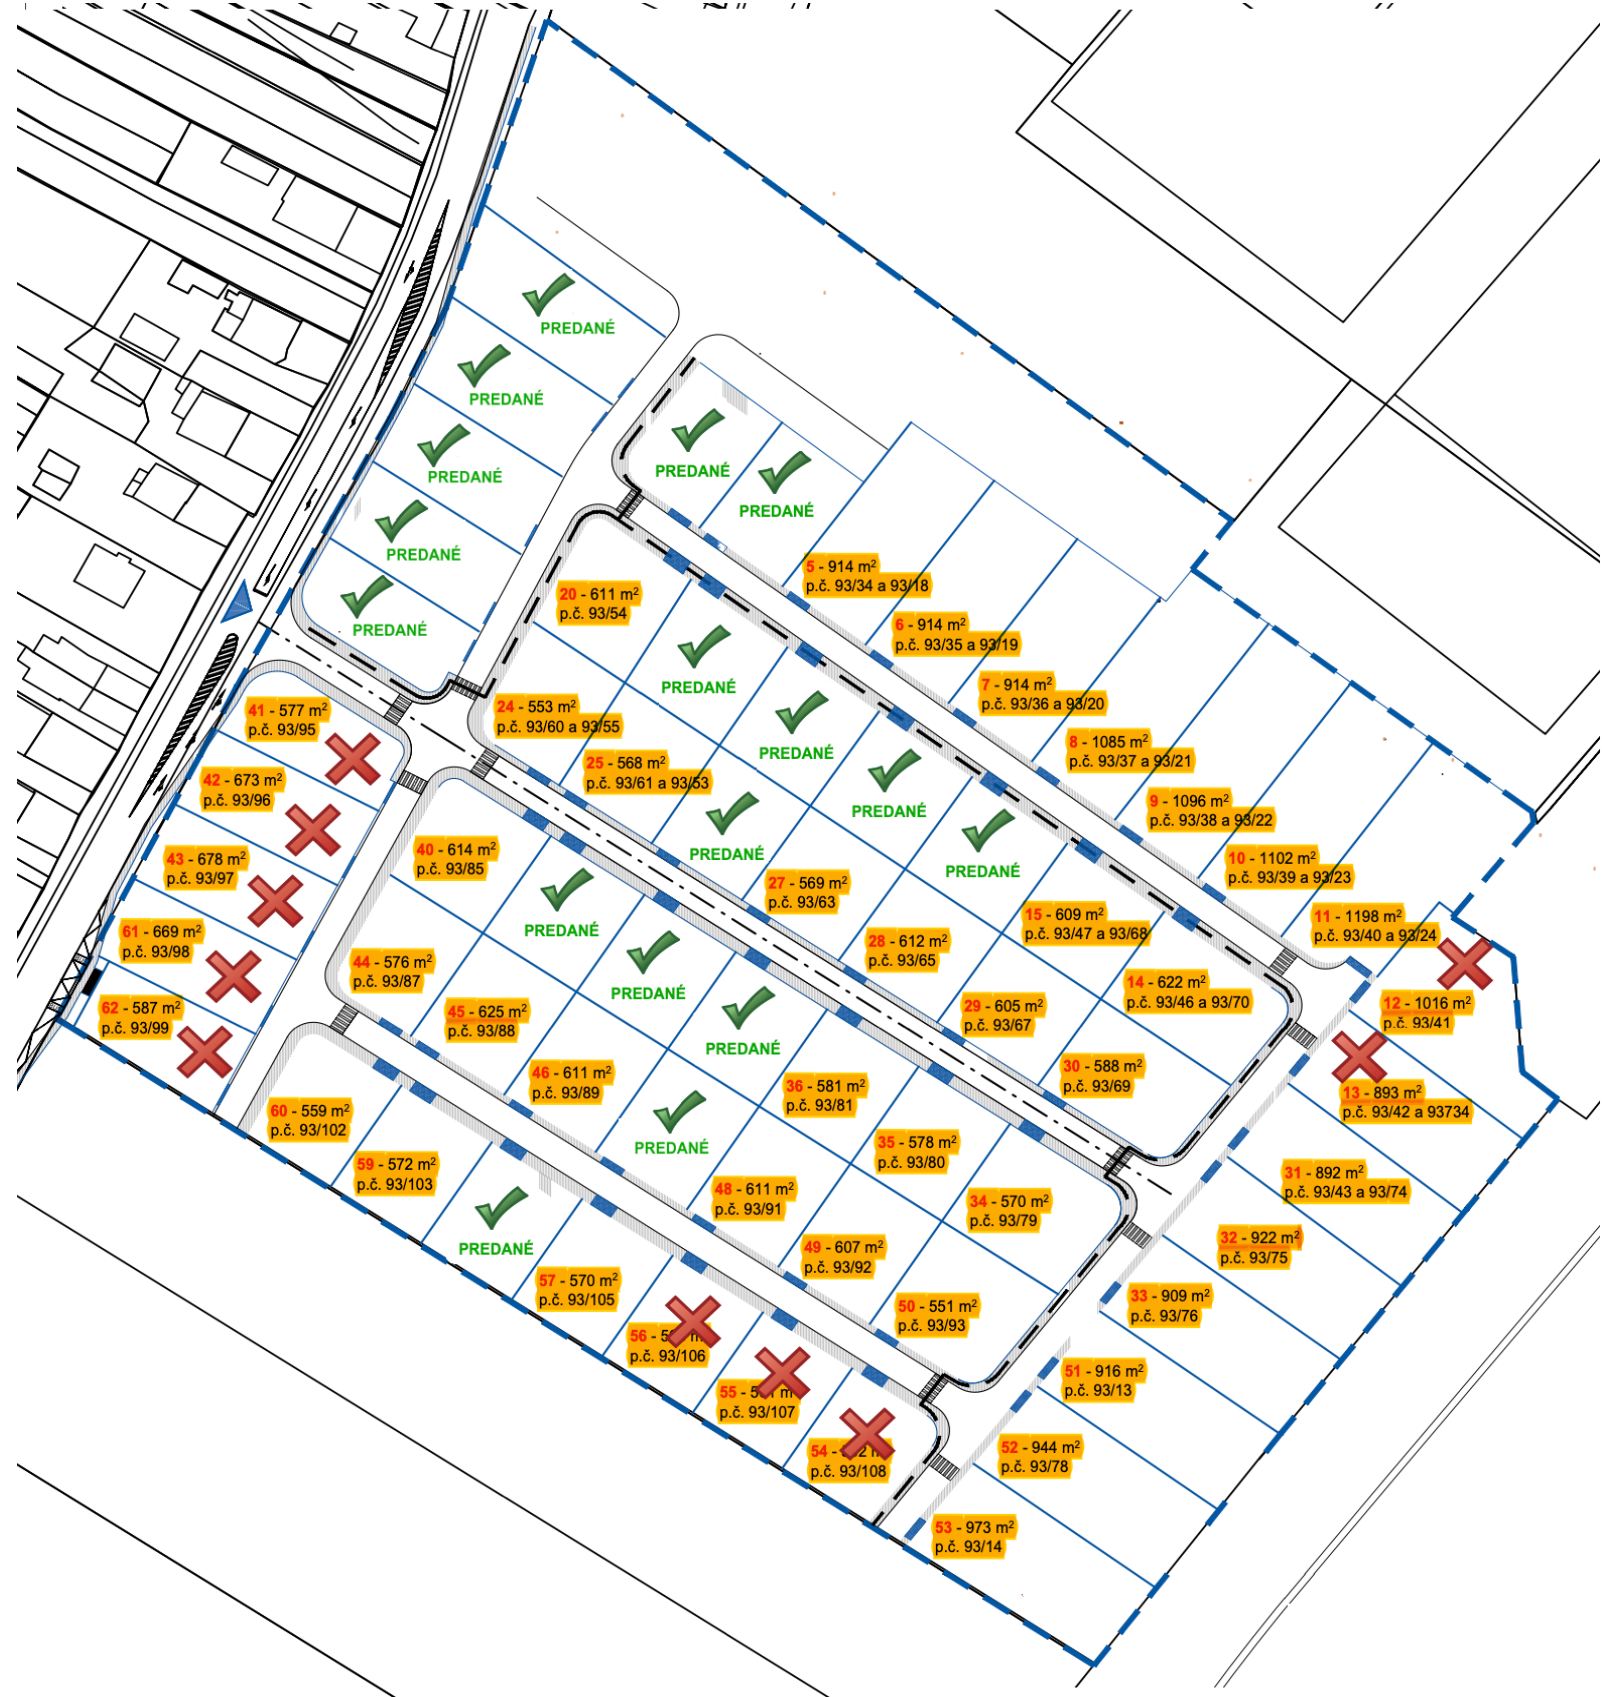 PREDANÉ
PREDANÉ
PREDANÉ
PREDANÉ
PREDANÉ
PREDANÉ
PREDANÉ
5 - 914 m²
p.č. 93/34 a 93/18
20 - 611 m²
p.č. 93/54
6 - 914 m²
p.č. 93/35 a 93/19
PREDANÉ
7 - 914 m²
p.č. 93/36 a 93/20
24 - 553 m²
p.č. 93/60 a 93/55
41 - 577 m²
p.č. 93/95
PREDANÉ
8 - 1085 m²
p.č. 93/37 a 93/21
25 - 568 m²
p.č. 93/61 a 93/53
42 - 673 m²
p.č. 93/96
PREDANÉ
9 - 1096 m²
p.č. 93/38 a 93/22
40 - 614 m²
p.č. 93/85
PREDANÉ
PREDANÉ
43 - 678 m²
p.č. 93/97
10 - 1102 m²
p.č. 93/39 a 93/23
27 - 569 m²
p.č. 93/63
PREDANÉ
15 - 609 m²
p.č. 93/47 a 93/68
11 - 1198 m²
p.č. 93/40 a 93/24
61 - 669 m²
p.č. 93/98
28 - 612 m²
p.č. 93/65
44 - 576 m²
p.č. 93/87
PREDANÉ
14 - 622 m²
p.č. 93/46 a 93/70
62 - 587 m²
p.č. 93/99
45 - 625 m²
p.č. 93/88
29 - 605 m²
p.č. 93/67
12 - 1016 m²
p.č. 93/41
PREDANÉ
46 - 611 m²
p.č. 93/89
36 - 581 m²
p.č. 93/81
30 - 588 m²
p.č. 93/69
13 - 893 m²
p.č. 93/42 a 93734
60 - 559 m²
p.č. 93/102
PREDANÉ
35 - 578 m²
p.č. 93/80
59 - 572 m²
p.č. 93/103
31 - 892 m²
p.č. 93/43 a 93/74
48 - 611 m²
p.č. 93/91
34 - 570 m²
p.č. 93/79
PREDANÉ
49 - 607 m²
p.č. 93/92
32 - 922 m²
p.č. 93/75
57 - 570 m²
p.č. 93/105
33 - 909 m²
p.č. 93/76
50 - 551 m²
p.č. 93/93
56 -
p.č. 93/106
51 - 916 m²
p.č. 93/13
55 -
p.č. 93/107
54 -
p.č. 93/108
52 - 944 m²
p.č. 93/78
53 - 973 m²
p.č. 93/14